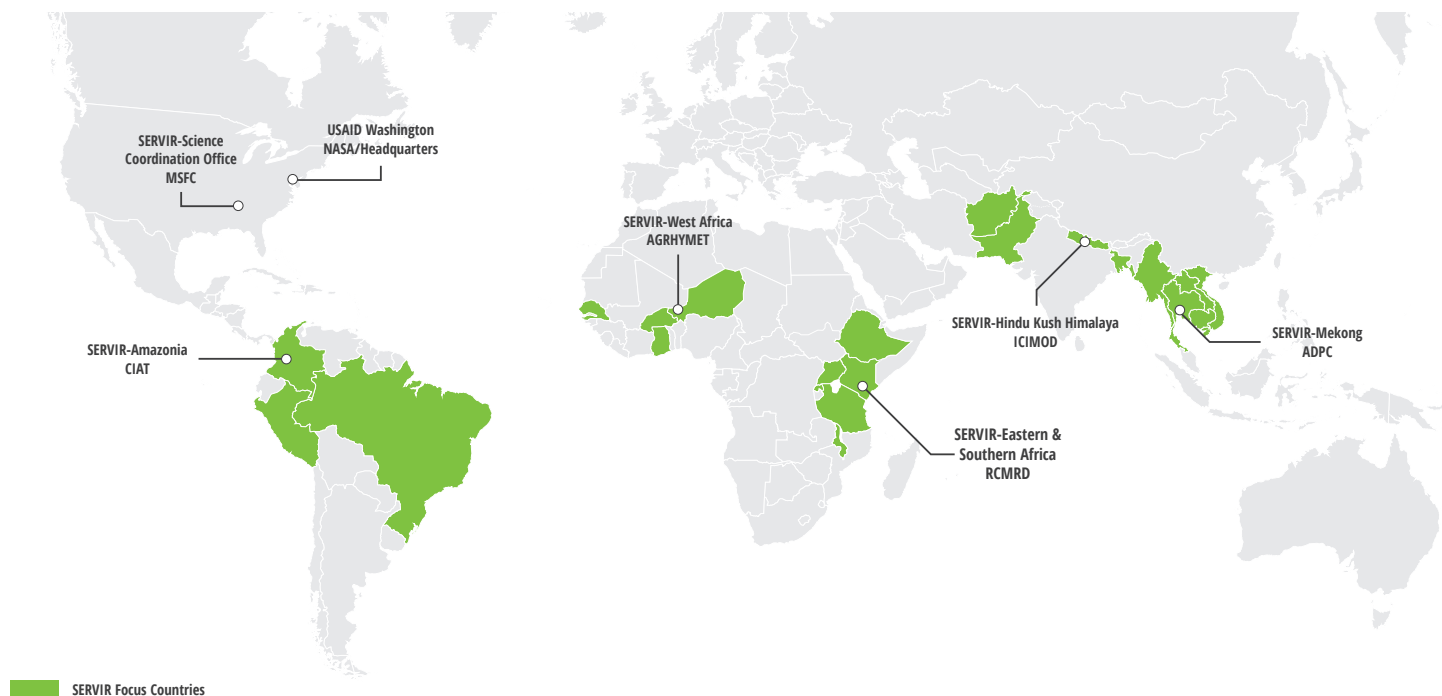 USAID Washington
NASA/Headquarters
SERVIR-Science
Coordination Office
MSFC
SERVIR-West Africa
AGRHYMET
SERVIR-Hindu Kush Himalaya
ICIMOD
SERVIR-Mekong
ADPC
SERVIR-Amazonia
CIAT
SERVIR-Eastern &
Southern Africa
RCMRD
SERVIR Focus Countries